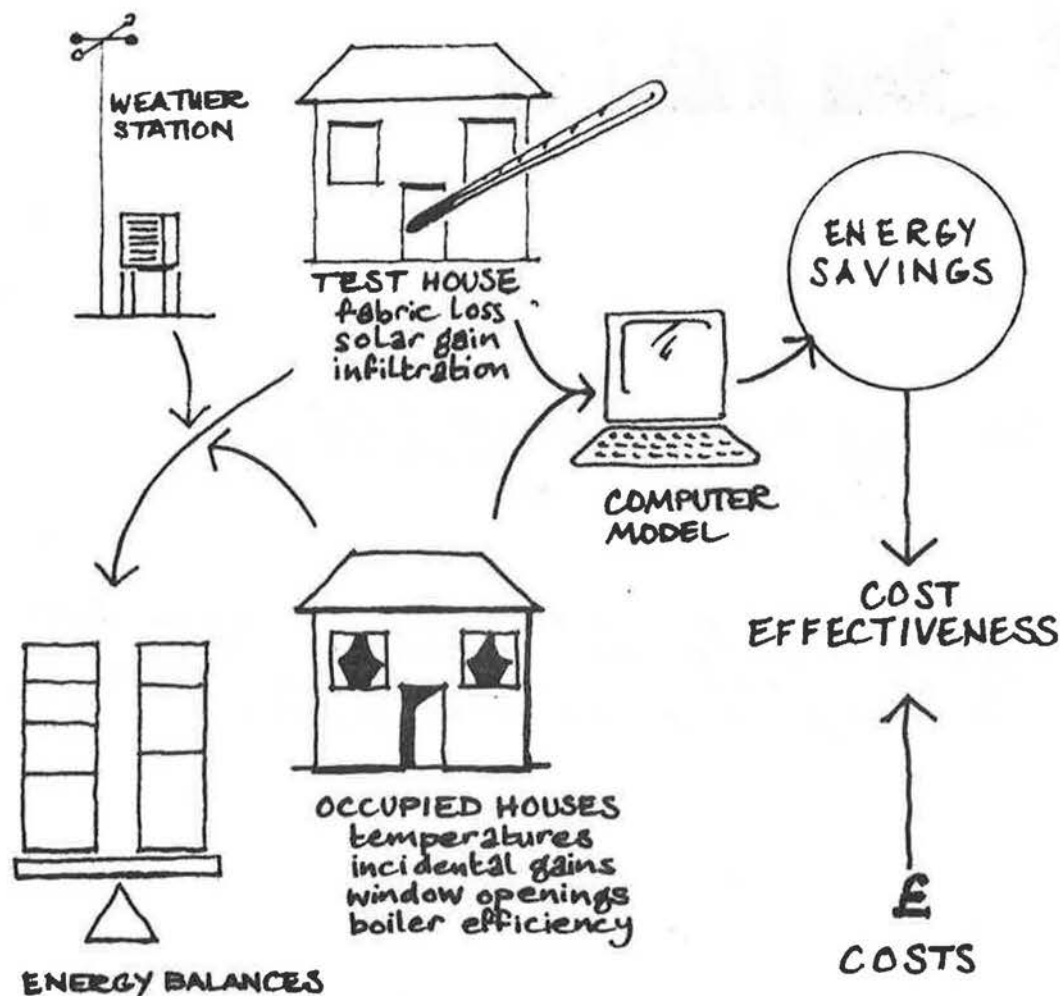 WEATHER
STATION
TEST HOUSE
fabric loss
solar gain
infiltration
ENERGY
SAVINGS
COMPUTER
MODEL
COST
EFFECTIVENESS
OCCUPIED HOUSES
temperatures
incidental gains
window openings
boiler efficiency
£
COSTS
ENERGY BALANCES